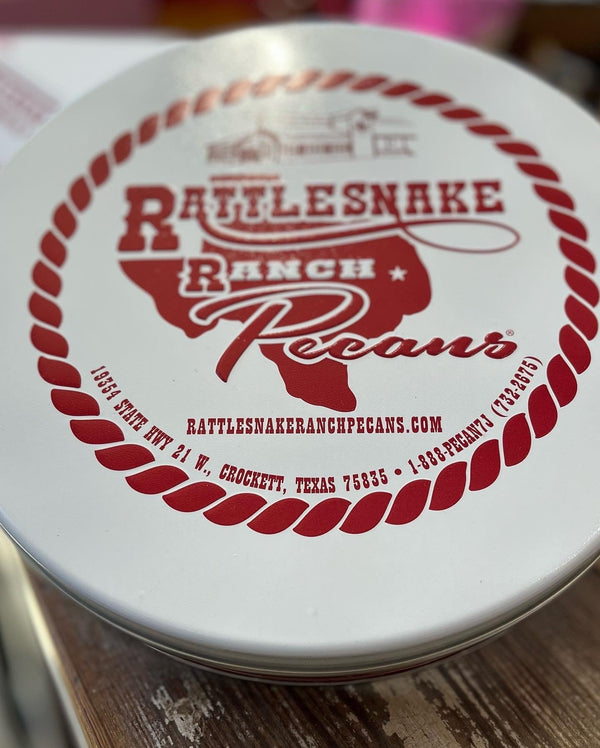 RATTLESNAKE
RANCH
Pecans®
RATTLESNAKERANCHPECANS.COM
19354 STATE HWY 21 W., CROCKETT, TEXAS 75835 • 1-888-PECAN7J (732-2675)